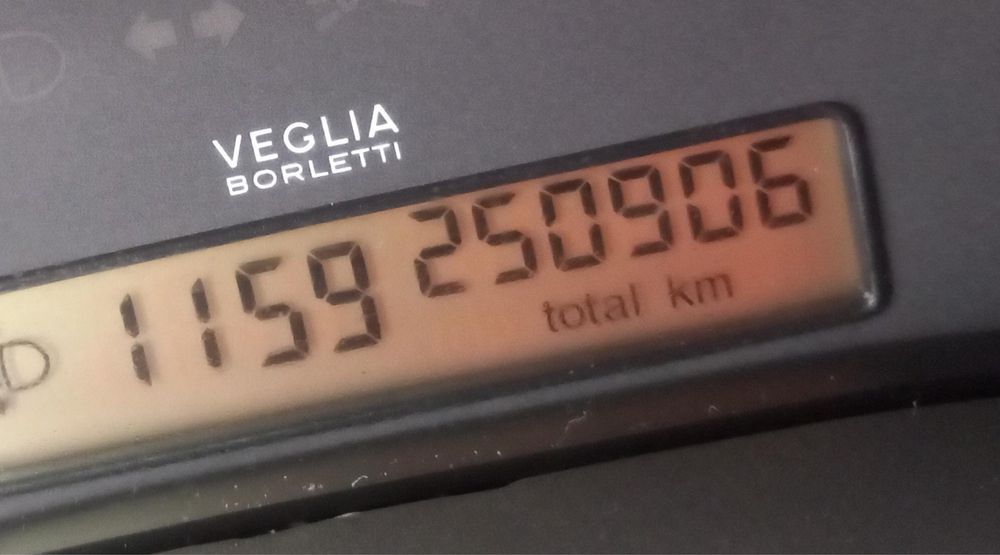 VEGLIA
BORLETTI
1159 250906
total km